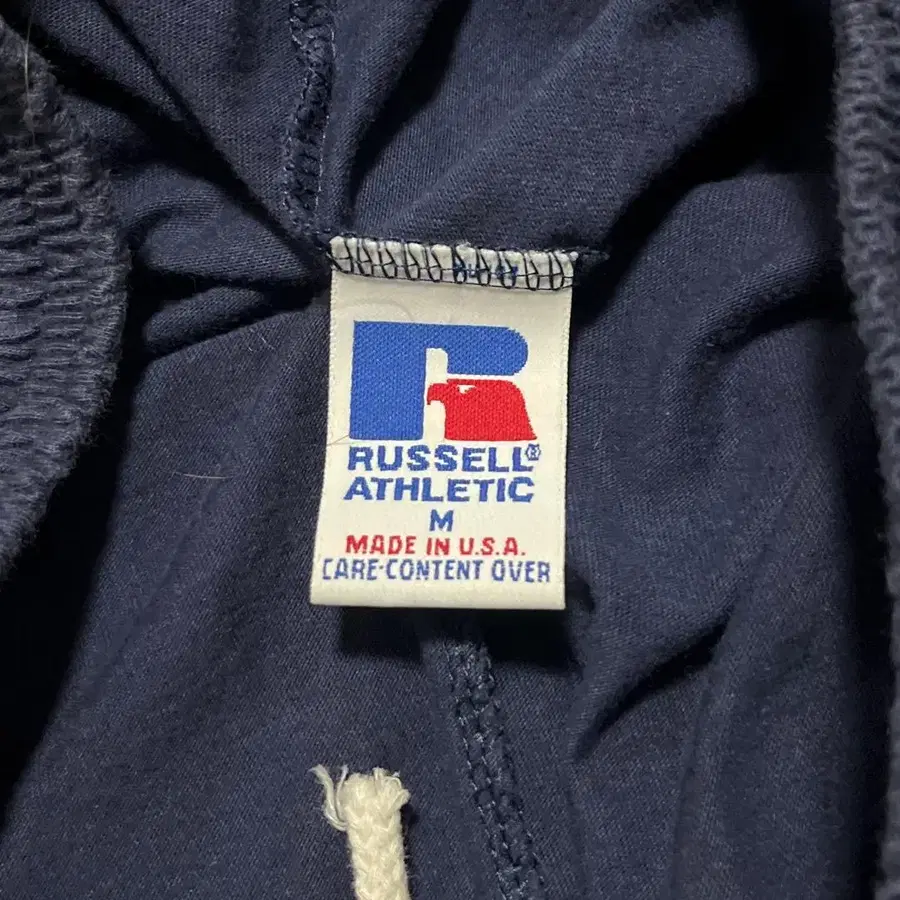 RUSSELL®
ATHLETIC
M
MADE IN U.S.A.
CARE-CONTENT OVER